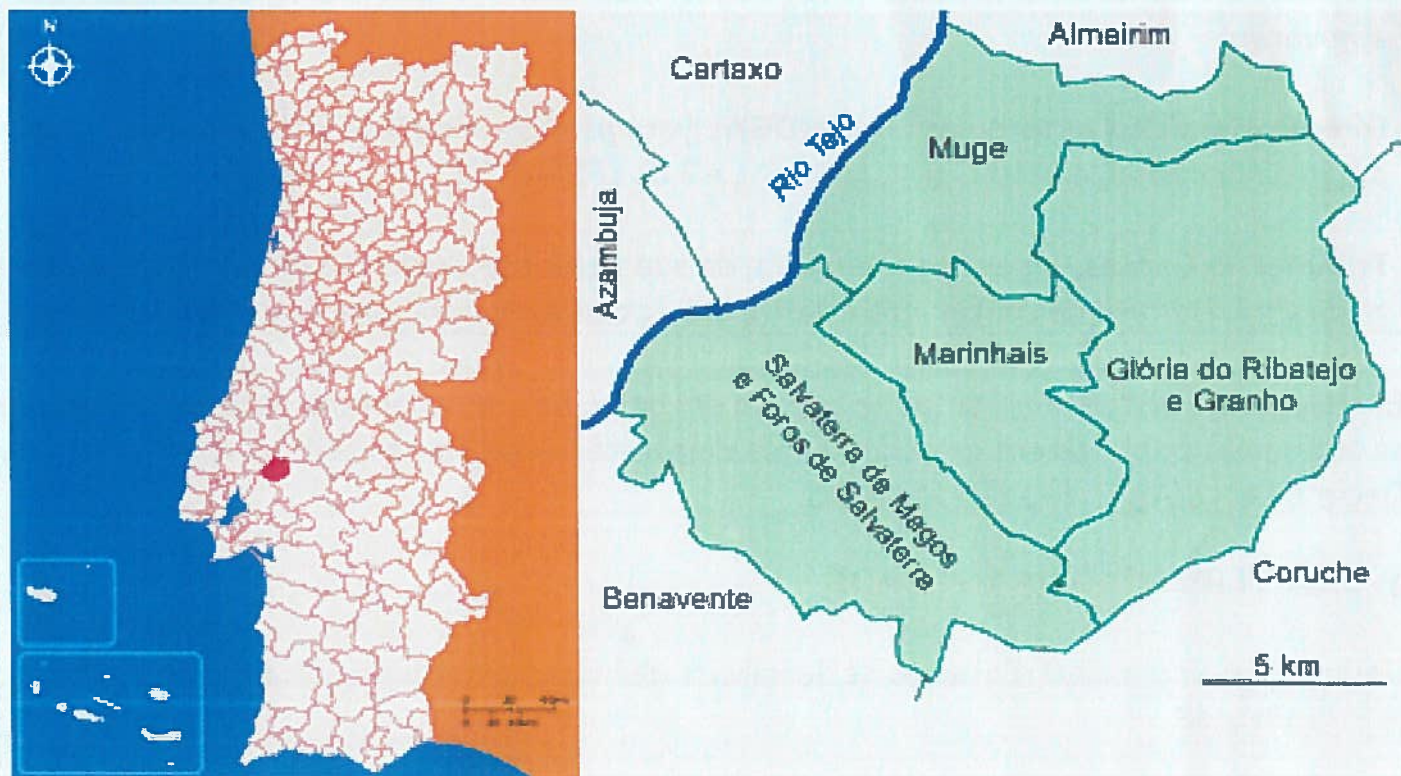 N
Cartaxo
Almeirim
Rio Tejo
Muge
Azambuja
Marinhais
Glória do Ribatejo
e Granho
Salvaterra de Magos
e Foros de Salvaterra
Benavente
Coruche
5 km